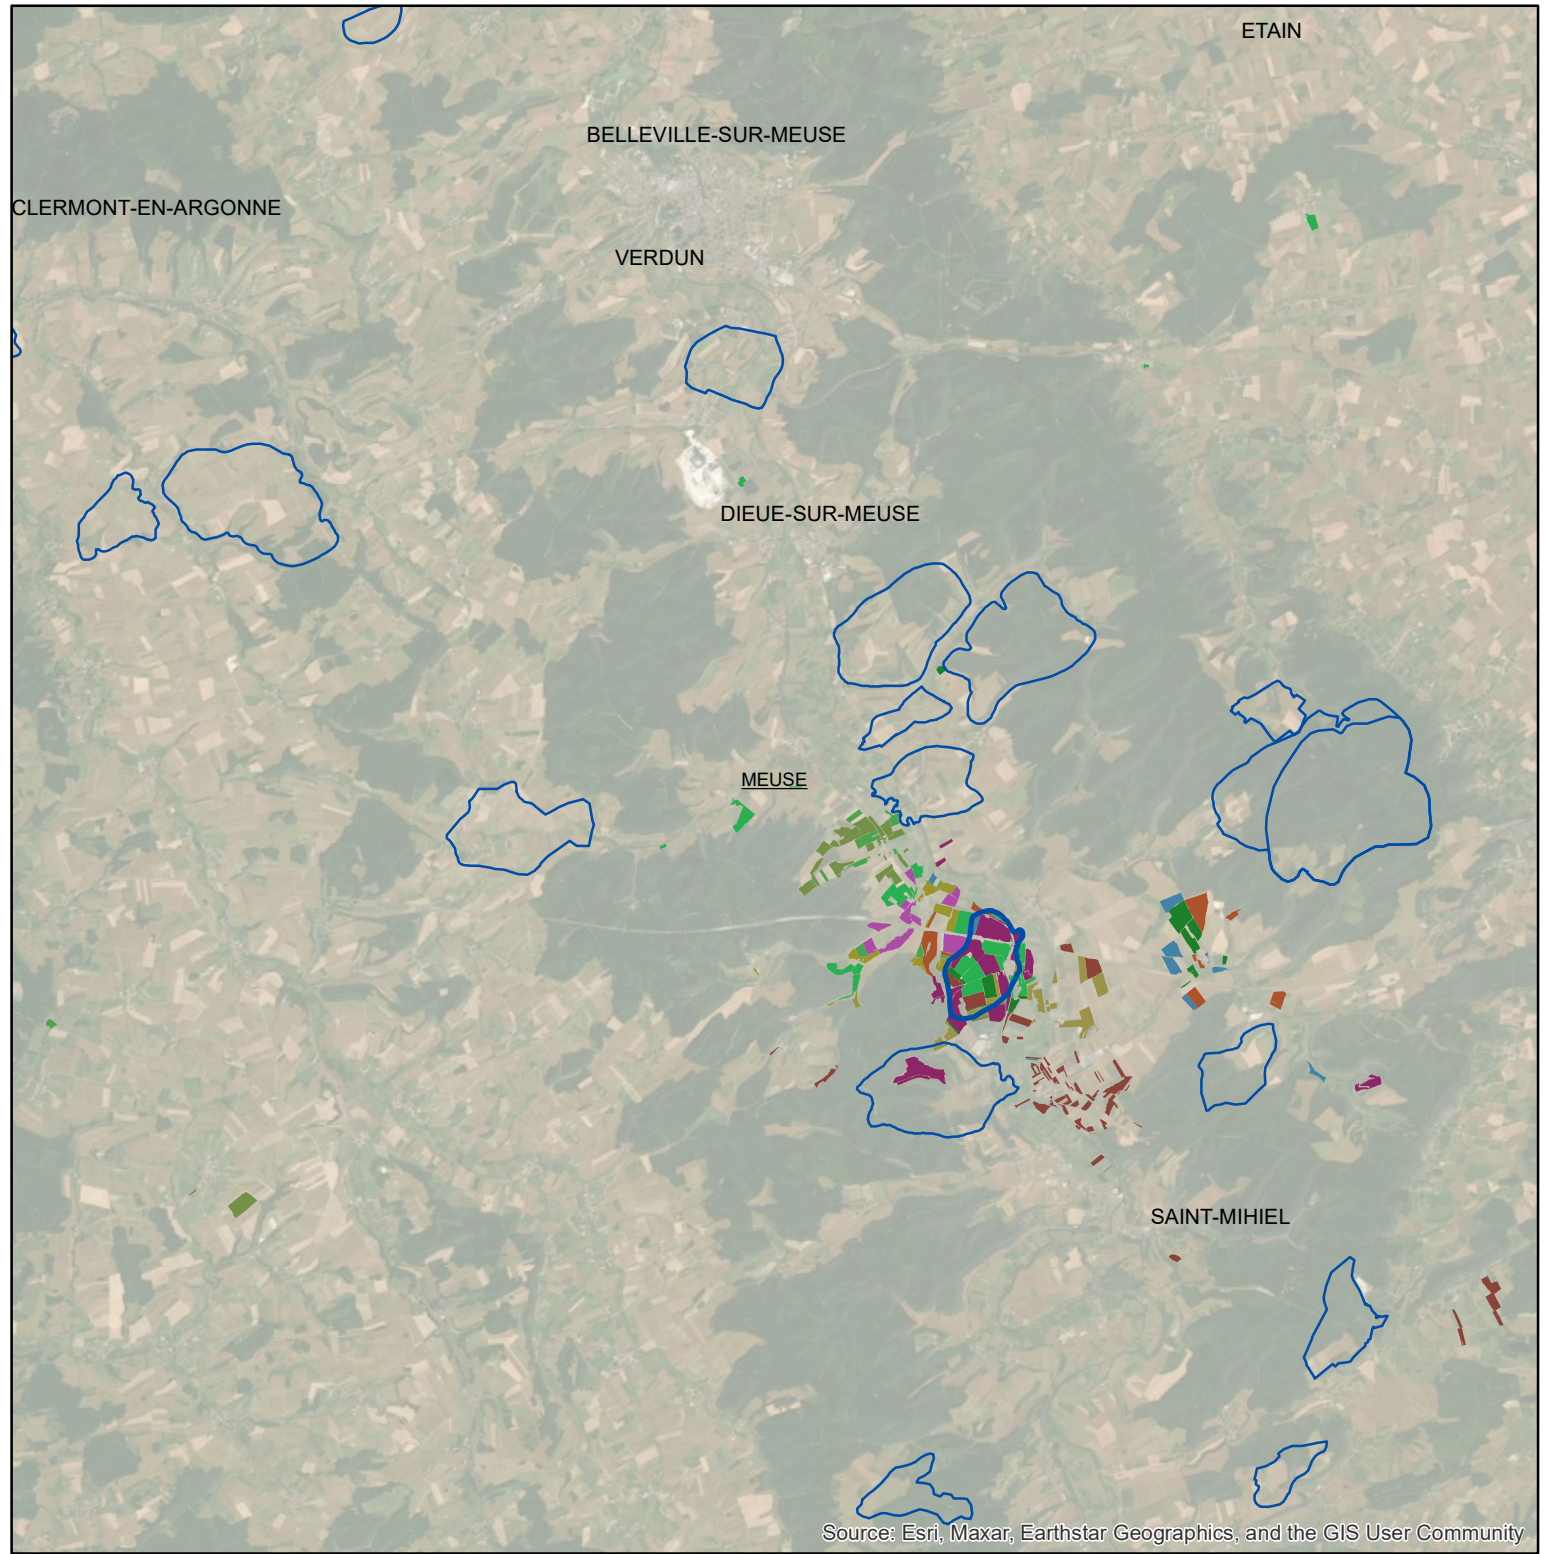 ETAIN
BELLEVILLE-SUR-MEUSE
CLERMONT-EN-ARGONNE
VERDUN
DIEUE-SUR-MEUSE
MEUSE
SAINT-MIHIEL
Source: Esri, Maxar, Earthstar Geographics, and the GIS User Community